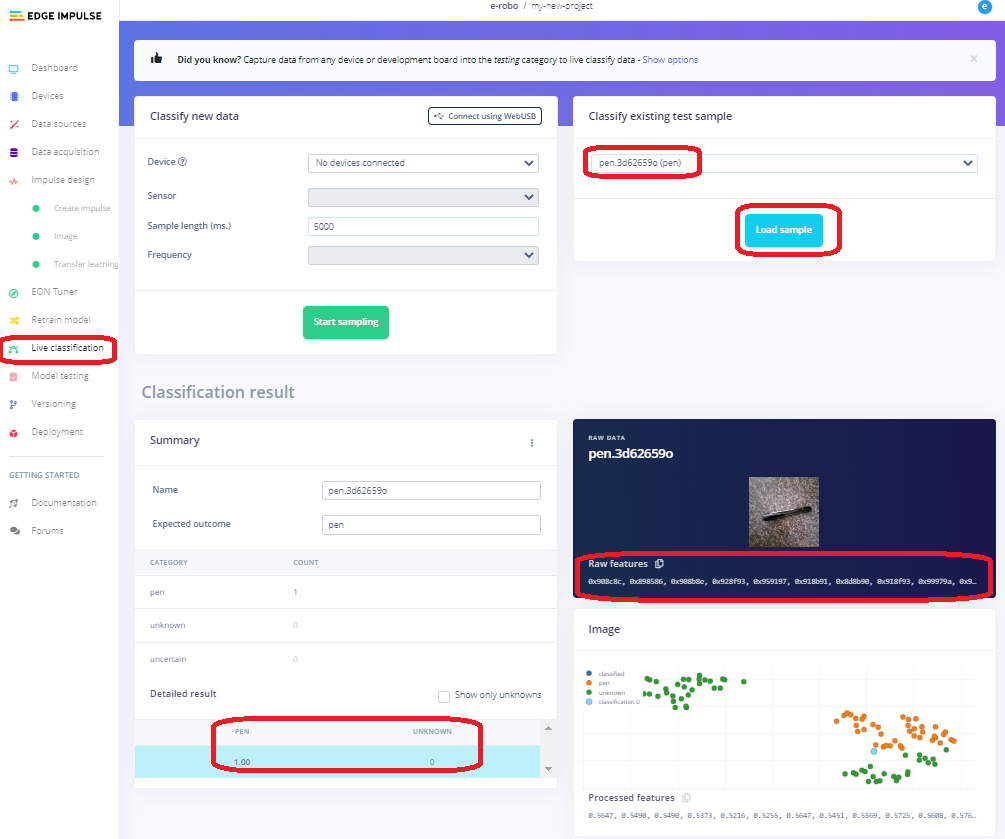 EDGE IMPULSE
e-robo / my-new-project
e
Did you know? Capture data from any device or development board into the testing category to live classify data - Show options
×
Dashboard
Devices
Data sources
Data acquisition
Impulse design
Create impulse
Image
Transfer learning
EON Tuner
Retrain model
Live classification
Model testing
Versioning
Deployment
GETTING STARTED
Documentation
Forums
Classify new data
Connect using WebUSB
Device
No devices connected
Sensor
Sample length (ms.)
5000
Frequency
Start sampling
Classify existing test sample
pen.3d62659o (pen)
Load sample
Classification result
Summary
Name
pen.3d62659o
Expected outcome
pen
CATEGORY COUNT
pen 1
unknown 0
uncertain 0
Detailed result
Show only unknowns
PEN UNKNOWN
1.00 0
RAW DATA
pen.3d62659o
Raw features
0x908c8c, 0x898586, 0x908b8e, 0x928f93, 0x959197, 0x918b91, 0x8d8b90, 0x918f93, 0x99979a, 0x9...
Image
classified
pen
unknown
classification 0
Processed features
0.5647, 0.5490, 0.5490, 0.5373, 0.5216, 0.5255, 0.5647, 0.5451, 0.5569, 0.5725, 0.5608, 0.576...